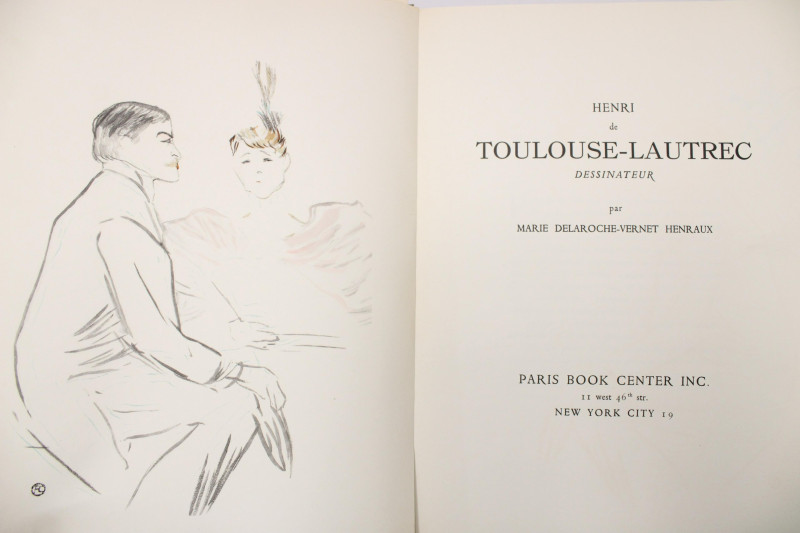 HENRI
de
TOULOUSE-LAUTREC
DESSINATEUR
par
MARIE DELAROCHE-VERNET HENRAUX
PARIS BOOK CENTER INC.
11 west 46th str.
NEW YORK CITY 19